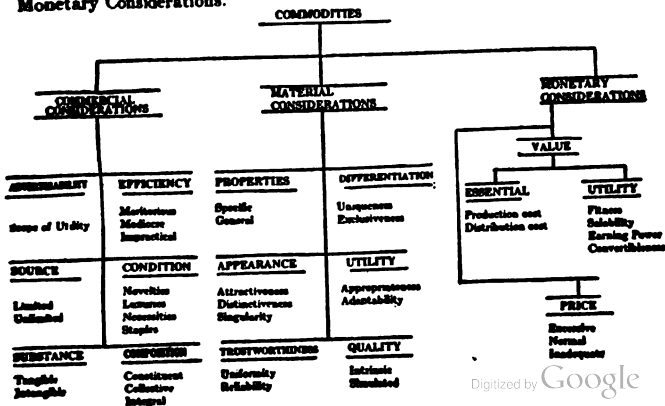 Monetary Considerations.
COMMODITIES
COMMERCIAL
CONSIDERATIONS
MATERIAL
CONSIDERATIONS
MONETARY
CONSIDERATIONS
ADVERTISABILITY
Scope of Utility
EFFICIENCY
Meritorious
Mediocre
Impractical
SOURCE
Limited
Unlimited
CONDITION
Novelties
Luxuries
Necessities
Staples
SUBSTANCE
Tangible
Intangible
COMPOSITION
Constituent
Collective
Integral
PROPERTIES
Specific
General
DIFFERENTIATION
Uniqueness
Exclusiveness
APPEARANCE
Attractiveness
Distinctiveness
Singularity
UTILITY
Appropriateness
Adaptability
TRUSTWORTHINESS
Uniformity
Reliability
QUALITY
Intrinsic
Simulated
VALUE
ESSENTIAL
Production cost
Distribution cost
UTILITY
Fitness
Salability
Earning Power
Convertibleness
PRICE
Excessive
Normal
Inadequate
Digitized by Google